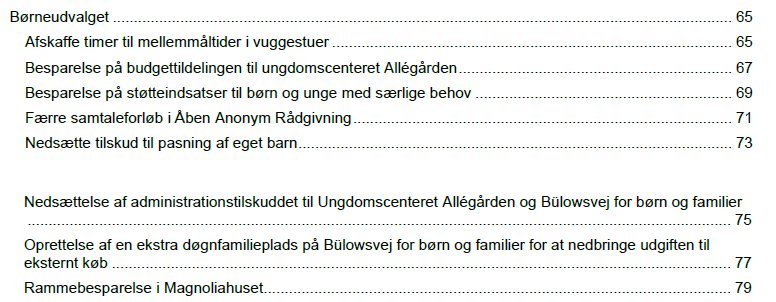 Børneudvalget ........ 65
Afskaffe timer til mellemmåltider i vuggestuer ........ 65
Besparelse på budgettildelingen til ungdomscenteret Allégården ........ 67
Besparelse på støtteindsatser til børn og unge med særlige behov ........ 69
Færre samtaleforløb i Åben Anonym Rådgivning ........ 71
Nedsætte tilskud til pasning af eget barn ........ 73
Nedsættelse af administrationstilskuddet til Ungdomscenteret Allégården og Bülowsvej for børn og familier
........ 75
Oprettelse af en ekstra døgnfamilieplads på Bülowsvej for børn og familier for at nedbringe udgiften til
eksternt køb ........ 77
Rammebesparelse i Magnoliahuset ........ 79